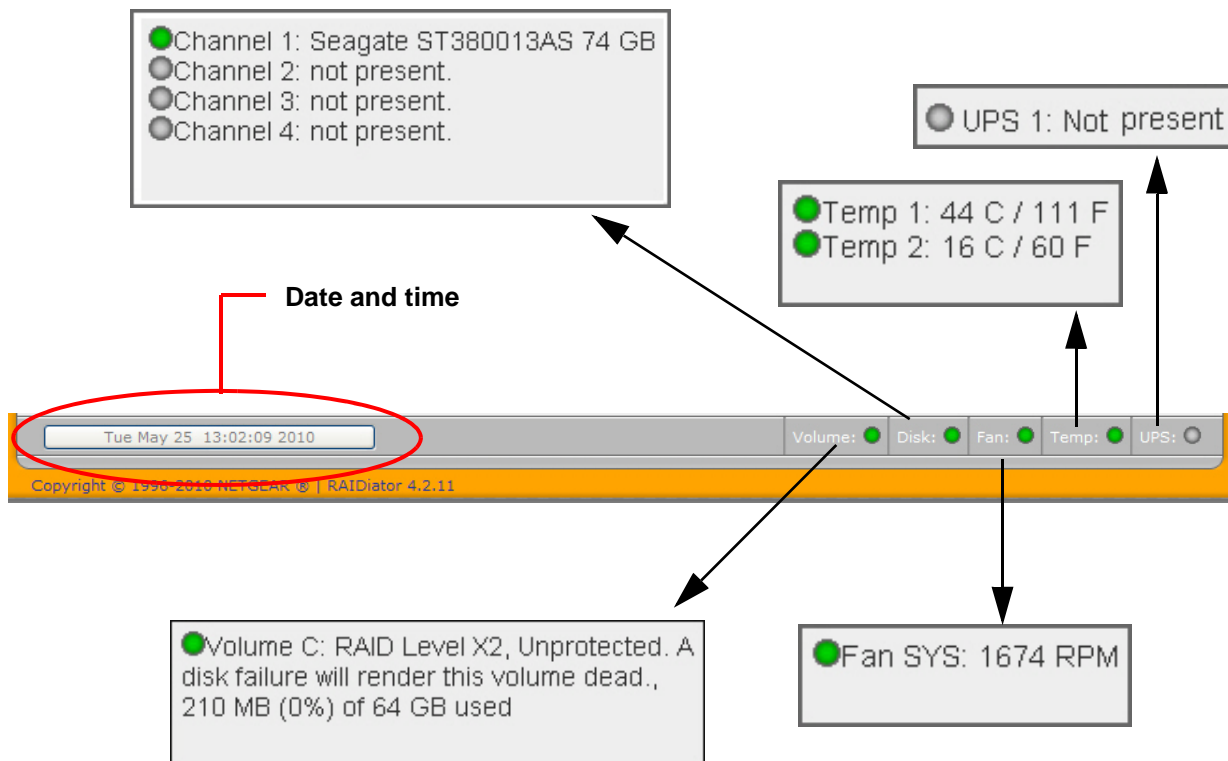 Channel 1: Seagate ST380013AS 74 GB
Channel 2: not present.
Channel 3: not present.
Channel 4: not present.
UPS 1: Not present
Temp 1: 44 C / 111 F
Temp 2: 16 C / 60 F
Date and time
Tue May 25 13:02:09 2010
Volume: Disk: Fan: Temp: UPS:
Copyright © 1996-2010 NETGEAR ® | RAIDiator 4.2.11
Volume C: RAID Level X2, Unprotected. A
disk failure will render this volume dead.,
210 MB (0%) of 64 GB used
Fan SYS: 1674 RPM